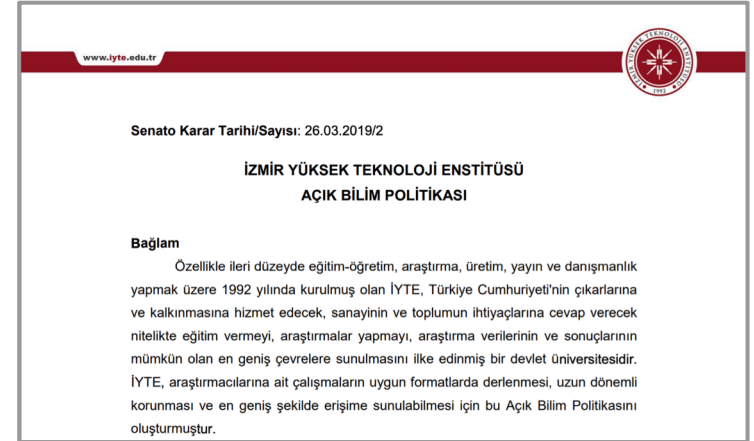 www.iyte.edu.tr
İZMİR YÜKSEK TEKNOLOJİ ENSTİTÜSÜ
1992
Senato Karar Tarihi/Sayısı: 26.03.2019/2
İZMİR YÜKSEK TEKNOLOJİ ENSTİTÜSÜ
AÇIK BİLİM POLİTİKASI
Bağlam
Özellikle ileri düzeyde eğitim-öğretim, araştırma, üretim, yayın ve danışmanlık
yapmak üzere 1992 yılında kurulmuş olan İYTE, Türkiye Cumhuriyeti'nin çıkarlarına
ve kalkınmasına hizmet edecek, sanayinin ve toplumun ihtiyaçlarına cevap verecek
nitelikte eğitim vermeyi, araştırmalar yapmayı, araştırma verilerinin ve sonuçlarının
mümkün olan en geniş çevrelere sunulmasını ilke edinmiş bir devlet üniversitesidir.
İYTE, araştırmacılarına ait çalışmaların uygun formatlarda derlenmesi, uzun dönemli
korunması ve en geniş şekilde erişime sunulabilmesi için bu Açık Bilim Politikasını
oluşturmuştur.